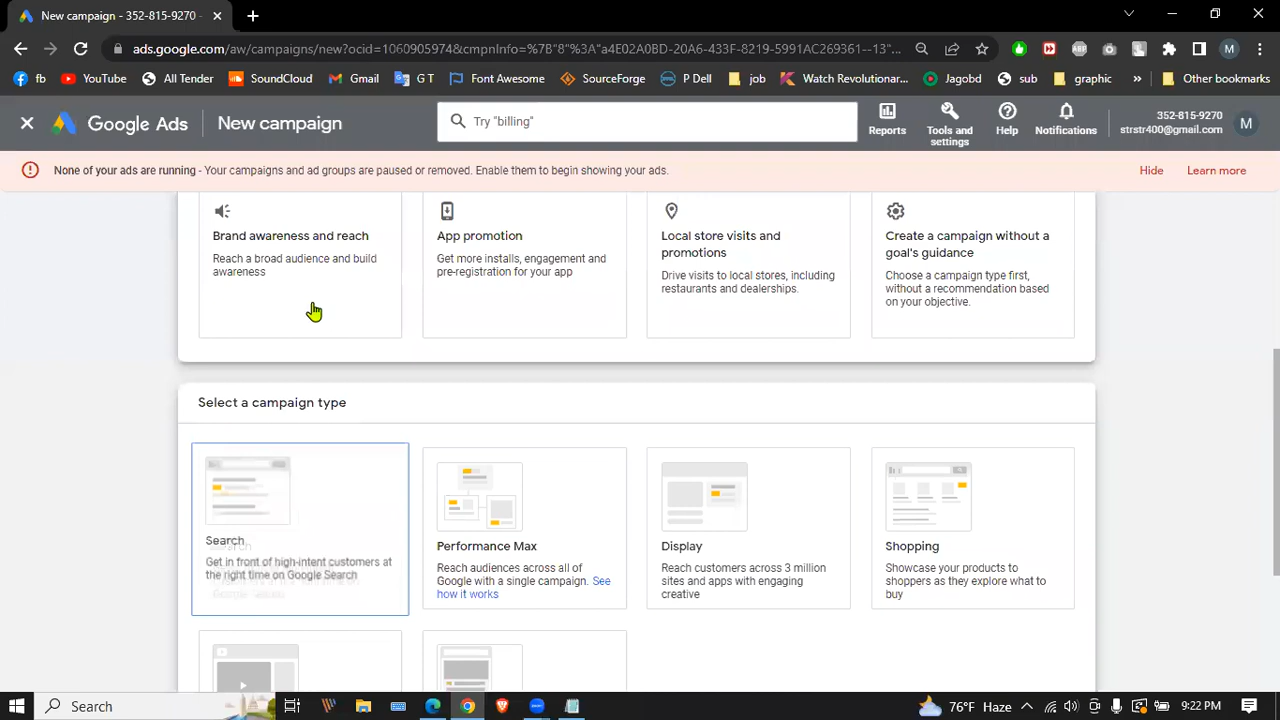 New campaign - 352-815-9270 -
ads.google.com/aw/campaigns/new?ocid=1060905974&cmpnInfo=%7B"8"%3A"a4E02A0BD-20A6-433F-8219-5991AC269361--13"...
fb
YouTube
All Tender
SoundCloud
Gmail
G T
Font Awesome
SourceForge
P Dell
job
Watch Revolutionar...
Jagobd
sub
graphic
»
Other bookmarks
Google Ads
New campaign
Try "billing"
Reports
Tools and
settings
Help
Notifications
352-815-9270
strstr400@gmail.com
M
None of your ads are running - Your campaigns and ad groups are paused or removed. Enable them to begin showing your ads.
Hide
Learn more
Brand awareness and reach
Reach a broad audience and build
awareness
App promotion
Get more installs, engagement and
pre-registration for your app
Local store visits and
promotions
Drive visits to local stores, including
restaurants and dealerships.
Create a campaign without a
goal's guidance
Choose a campaign type first,
without a recommendation based
on your objective.
Select a campaign type
Search
Get in front of high-intent customers at
the right time on Google Search
Performance Max
Reach audiences across all of
Google with a single campaign. See
how it works
Display
Reach customers across 3 million
sites and apps with engaging
creative
Shopping
Showcase your products to
shoppers as they explore what to
buy
Search
76°F Haze
9:22 PM